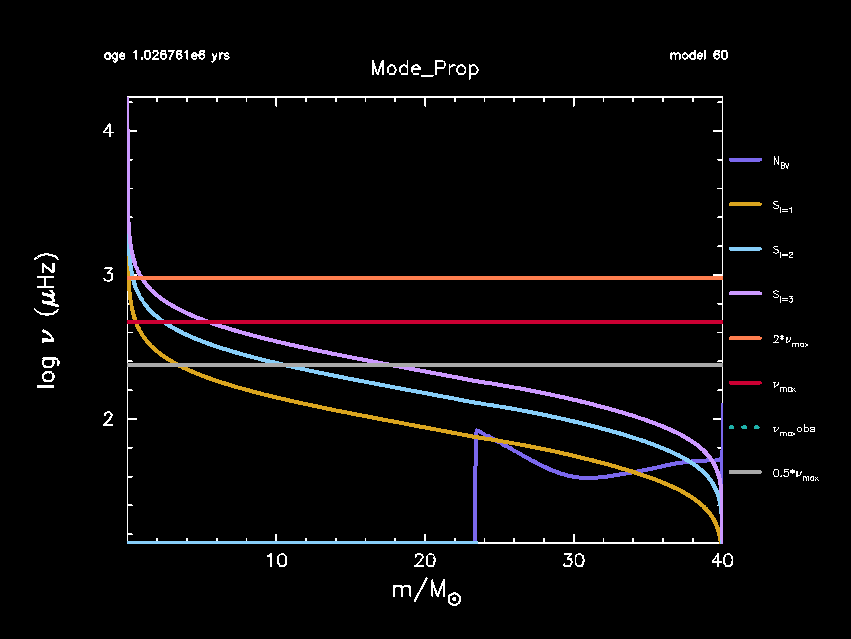 age 1.026761e6 yrs
model 60
Mode_Prop
4
3
2
log ν (μHz)
10 20 30 40
m/M☉
N_BV
S_l=1
S_l=2
S_l=3
2*ν_max
ν_max
ν_max obs
0.5*ν_max